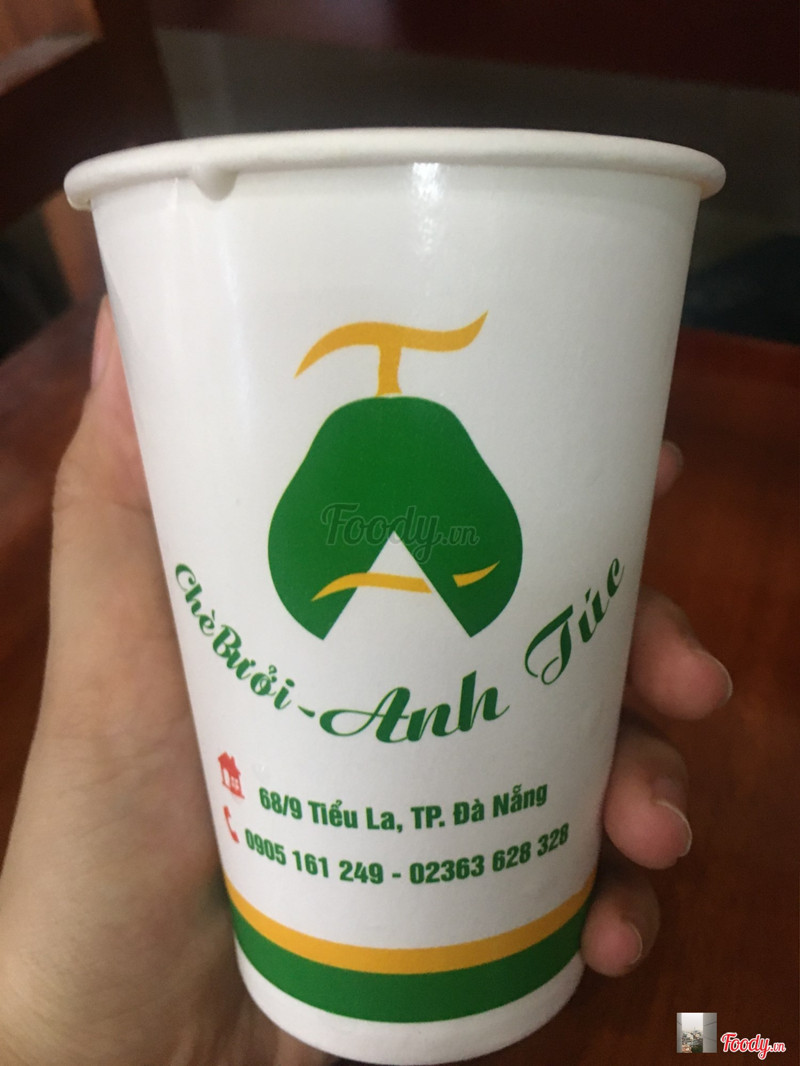 Foody.vn
Chè Bưởi - Anh Túc
68/9 Tiểu La, TP. Đà Nẵng
0905 161 249 - 02363 628 328
Foody.vn